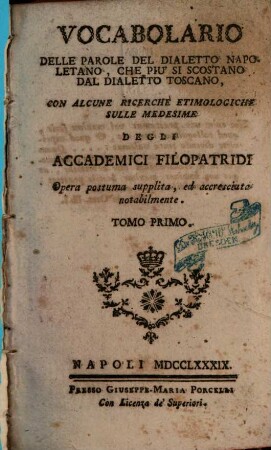 VOCABOLARIO
DELLE PAROLE DEL DIALETTO NAPO-
LETANO, CHE PIU' SI SCOSTANO
DAL DIALETTO TOSCANO,
CON ALCUNE RICERCHE ETIMOLOGICHE
SULLE MEDESIME
DEGLI
ACCADEMICI FILOPATRIDI
Opera postuma supplita, ed accresciuta
notabilmente.
TOMO PRIMO.
DRESDEN
NAPOLI MDCCLXXXIX.
PRESSO GIUSEPPE-MARIA PORCELLI
Con Licenza de' Superiori.